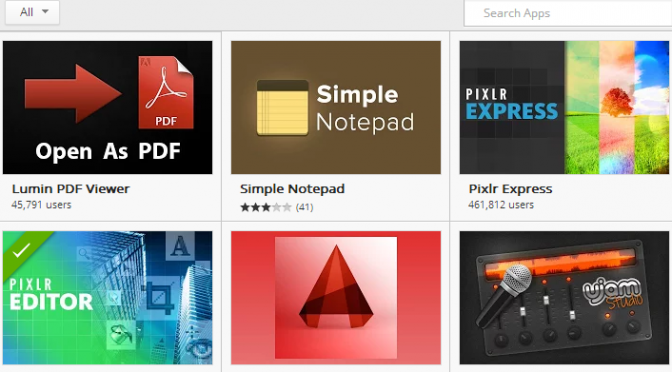 All
Search Apps
PDF
Open As PDF
Simple
Notepad
PIXLR
EXPRESS
Lumin PDF Viewer
45,791 users
Simple Notepad
(41)
Pixlr Express
461,812 users
PIXLR
EDITOR
A
ujam
studio